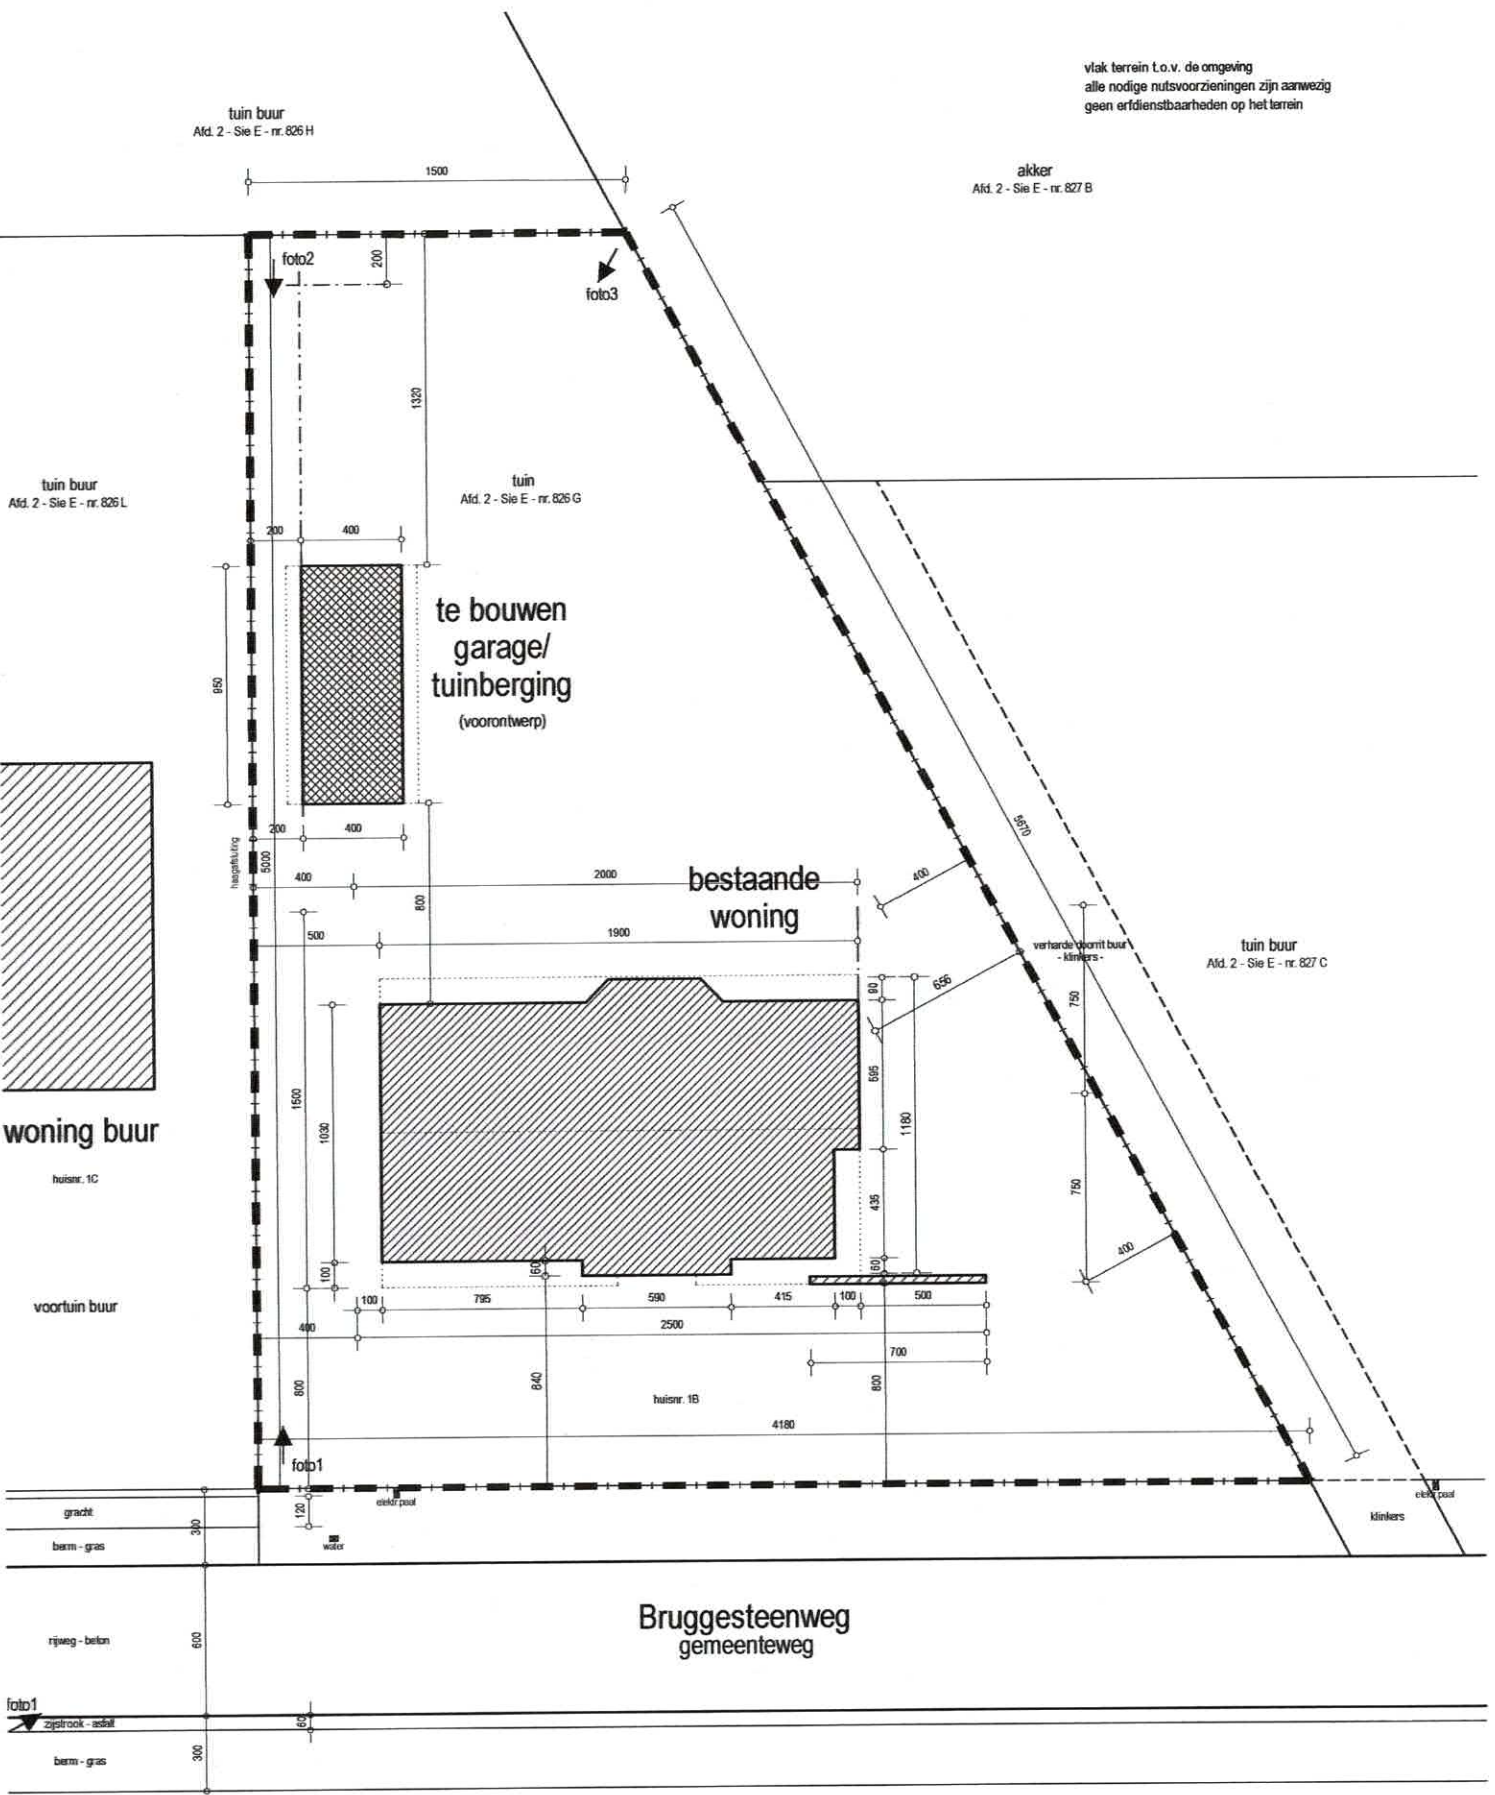 vlak terrein t.o.v. de omgeving
alle nodige nutsvoorzieningen zijn aanwezig
geen erfdienstbaarheden op het terrein
tuin buur
Afd. 2 - Sie E - nr. 826 H
akker
Afd. 2 - Sie E - nr. 827 B
1500
foto2
200
foto3
1320
tuin buur
Afd. 2 - Sie E - nr. 826 L
tuin
Afd. 2 - Sie E - nr. 826 G
200
400
te bouwen
garage/
tuinberging
(voorontwerp)
950
200
400
haagafsluiting
5000
400
2000
800
bestaande
woning
5670
400
500
1900
verharde doorrit buur
- klinkers -
tuin buur
Afd. 2 - Sie E - nr. 827 C
656
90
750
595
1180
1500
1030
woning buur
huisnr. 1C
435
750
400
60
60
100
voortuin buur
100
795
590
415
100
500
400
2500
700
800
840
800
huisnr. 1B
4180
foto1
elektr.paal
elektr.paal
120
gracht
300
klinkers
water
berm - gras
Bruggesteenweg
gemeenteweg
rijweg - beton
600
foto1
zijstrook - asfalt
60
berm - gras
300